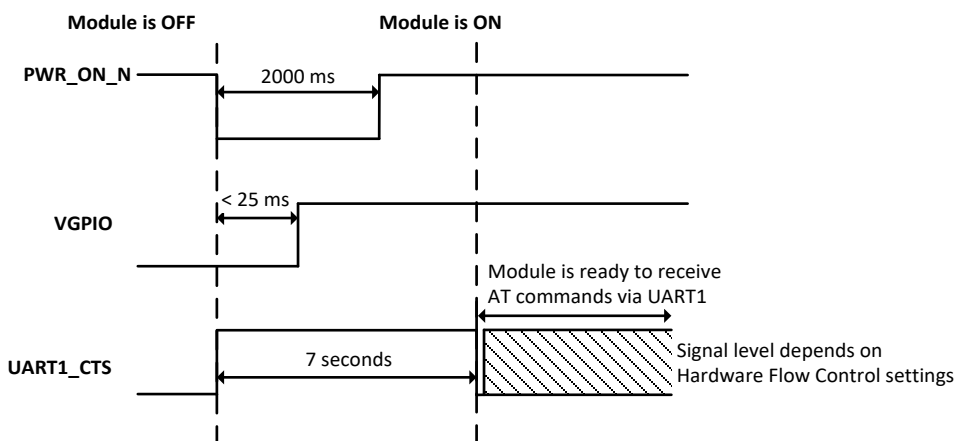 Module is OFF
Module is ON
PWR_ON_N
2000 ms
< 25 ms
VGPIO
Module is ready to receive
AT commands via UART1
UART1_CTS
7 seconds
Signal level depends on
Hardware Flow Control settings